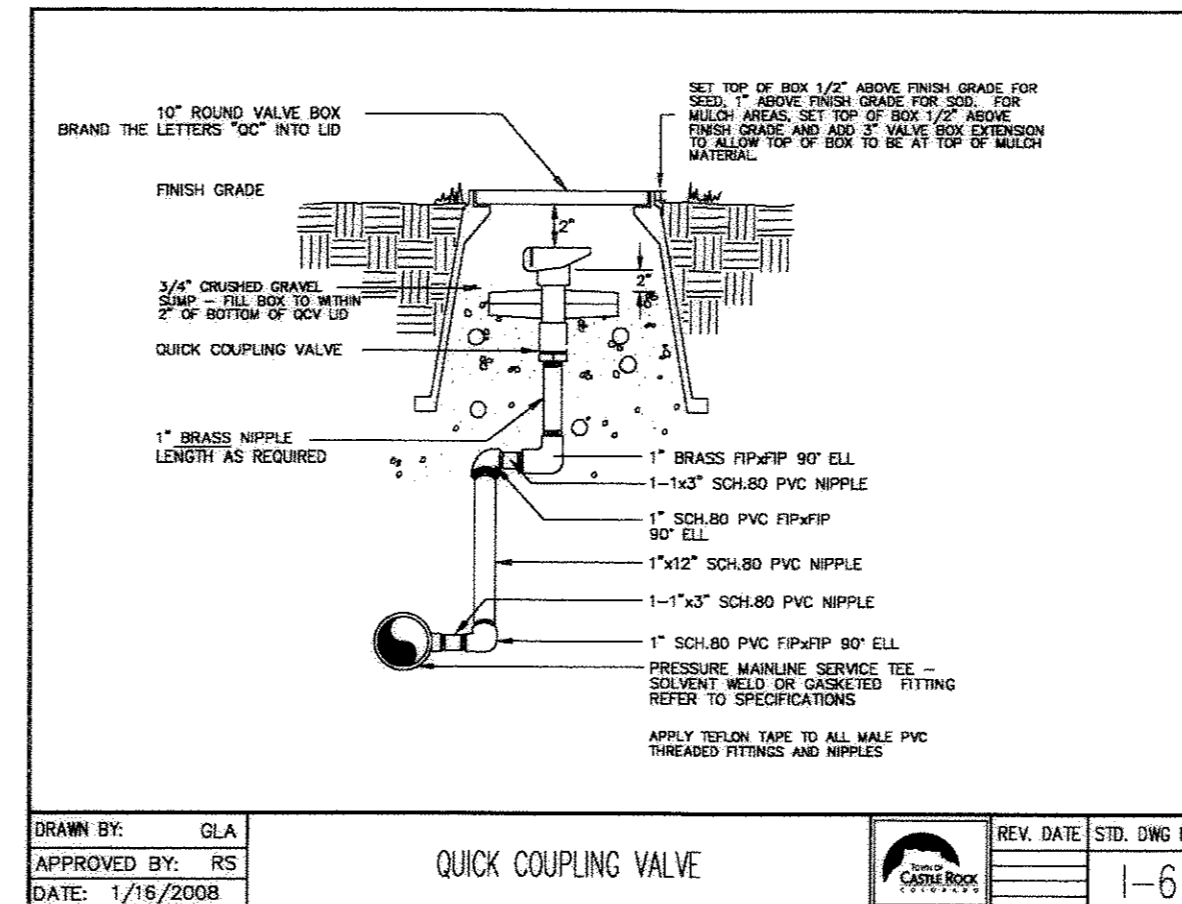 10" ROUND VALVE BOX
BRAND THE LETTERS "QC" INTO LID
SET TOP OF BOX 1/2" ABOVE FINISH GRADE FOR
SEED, 1" ABOVE FINISH GRADE FOR SOD. FOR
MULCH AREAS, SET TOP OF BOX 1/2" ABOVE
FINISH GRADE AND ADD 3" VALVE BOX EXTENSION
TO ALLOW TOP OF BOX TO BE AT TOP OF MULCH
MATERIAL
FINISH GRADE
2"
2"
3/4" CRUSHED GRAVEL
SUMP - FILL BOX TO WITHIN
2" OF BOTTOM OF QCV LID
QUICK COUPLING VALVE
1" BRASS NIPPLE
LENGTH AS REQUIRED
1" BRASS FIPxFIP 90° ELL
1-1x3" SCH.80 PVC NIPPLE
1" SCH.80 PVC FIPxFIP
90° ELL
1"x12" SCH.80 PVC NIPPLE
1-1"x3" SCH.80 PVC NIPPLE
1" SCH.80 PVC FIPxFIP 90° ELL
PRESSURE MAINLINE SERVICE TEE -
SOLVENT WELD OR GASKETED FITTING
REFER TO SPECIFICATIONS
APPLY TEFLON TAPE TO ALL MALE PVC
THREADED FITTINGS AND NIPPLES
DRAWN BY: GLA
APPROVED BY: RS
DATE: 1/16/2008
QUICK COUPLING VALVE
TOWN OF
CASTLE ROCK
COLORADO
REV. DATE
STD. DWG
I-6